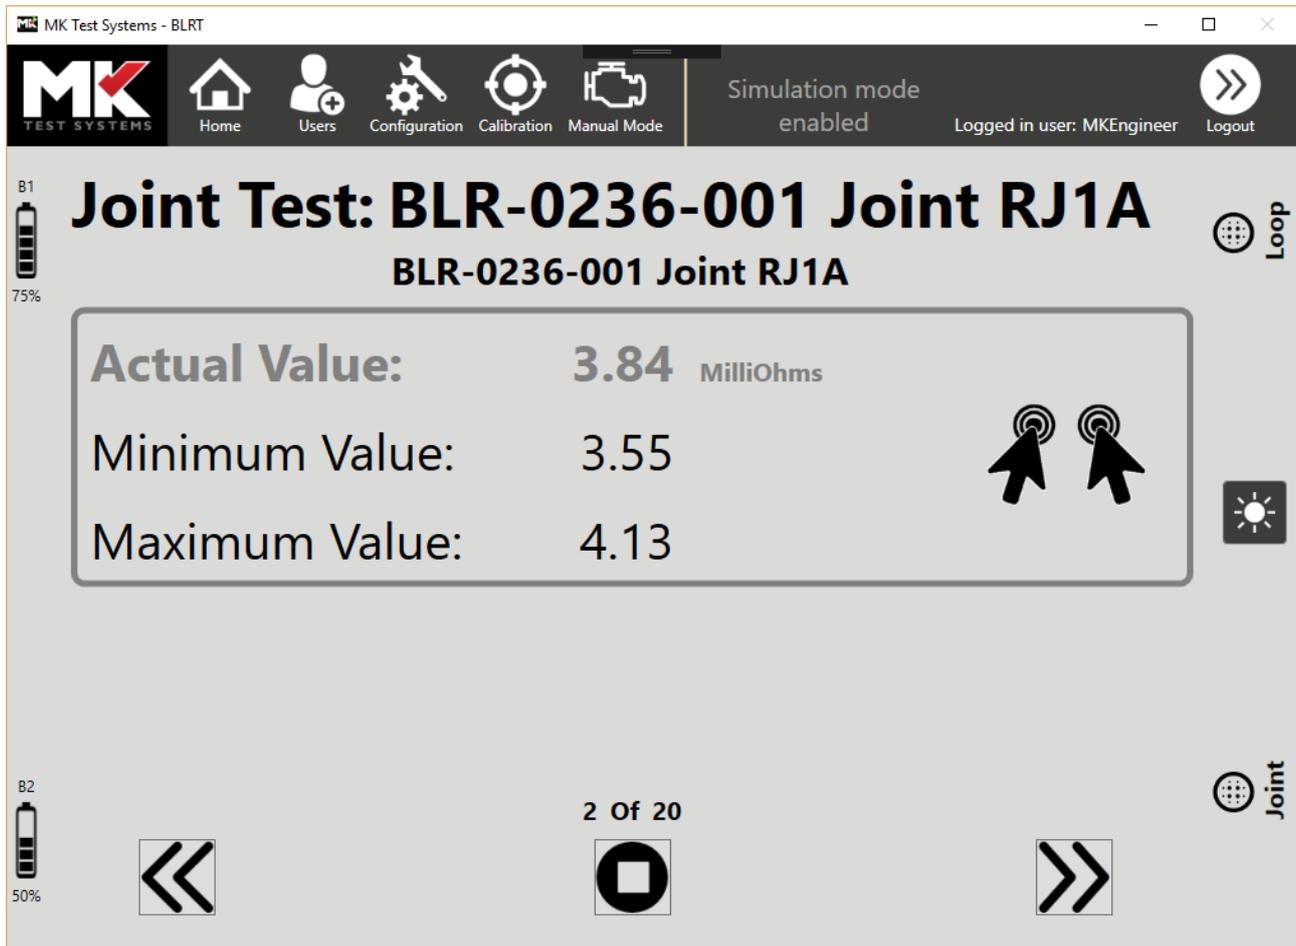 MK MK Test Systems - BLRT
MK
TEST SYSTEMS
Home
Users
Configuration
Calibration
Manual Mode
Simulation mode
enabled
Logged in user: MKEngineer
Logout
B1
75%
Joint Test: BLR-0236-001 Joint RJ1A
BLR-0236-001 Joint RJ1A
Loop
Actual Value: 3.84 MilliOhms
Minimum Value: 3.55
Maximum Value: 4.13
B2
50%
2 Of 20
Joint